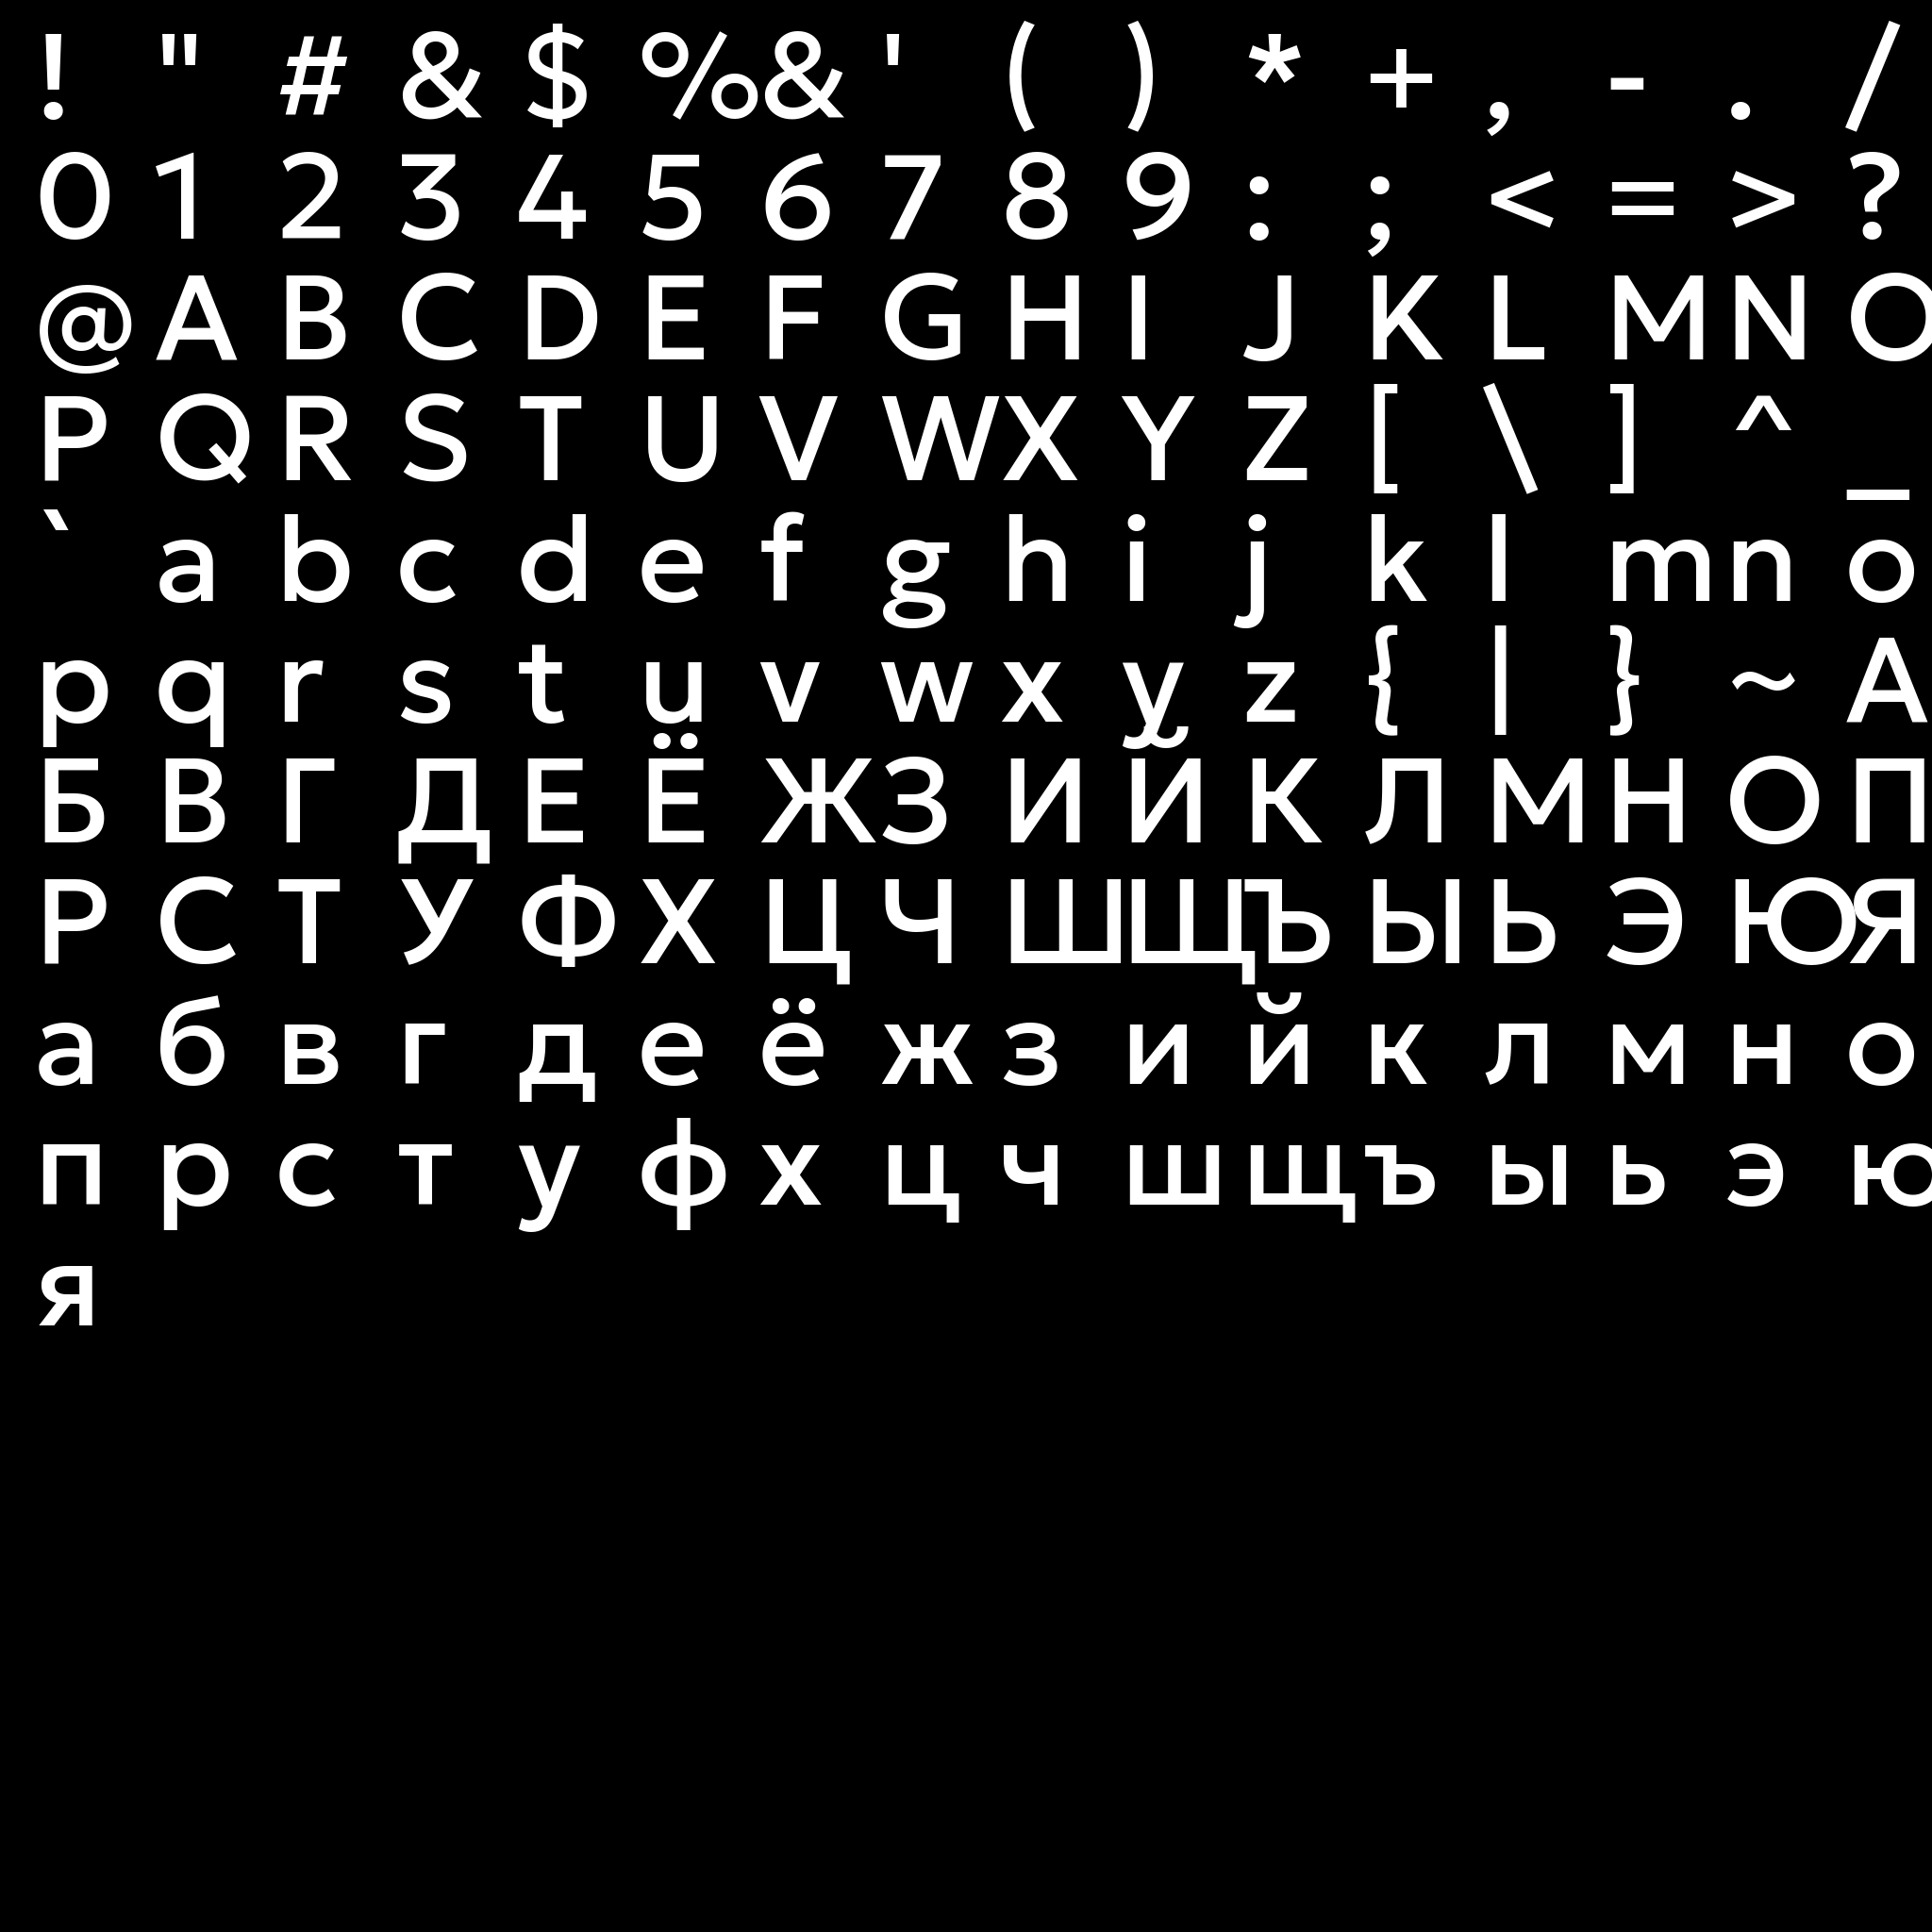 ! " # & $ % & ' ( ) * + , - . /
0 1 2 3 4 5 6 7 8 9 : ; < = > ?
@ A B C D E F G H I J K L M N O
P Q R S T U V W X Y Z [ \ ] ^ _
` a b c d e f g h i j k l m n o
p q r s t u v w x y z { | } ~ А
Б В Г Д Е Ё Ж З И Й К Л М Н О П
Р С Т У Ф Х Ц Ч Ш Щ Ъ Ы Ь Э Ю Я
а б в г д е ё ж з и й к л м н о
п р с т у ф х ц ч ш щ ъ ы ь э ю
я